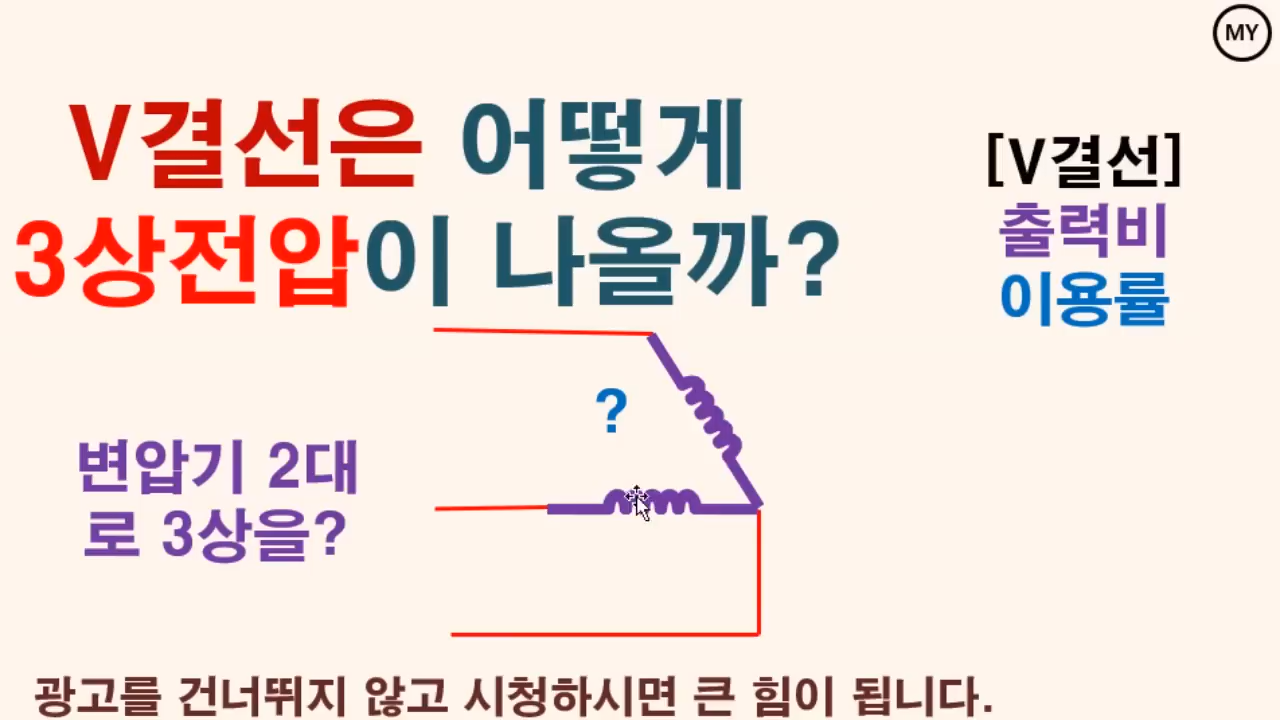 MY
V결선은 어떻게
3상전압이 나올까?
[V결선]
출력비
이용률
?
변압기 2대
로 3상을?
광고를 건너뛰지 않고 시청하시면 큰 힘이 됩니다.